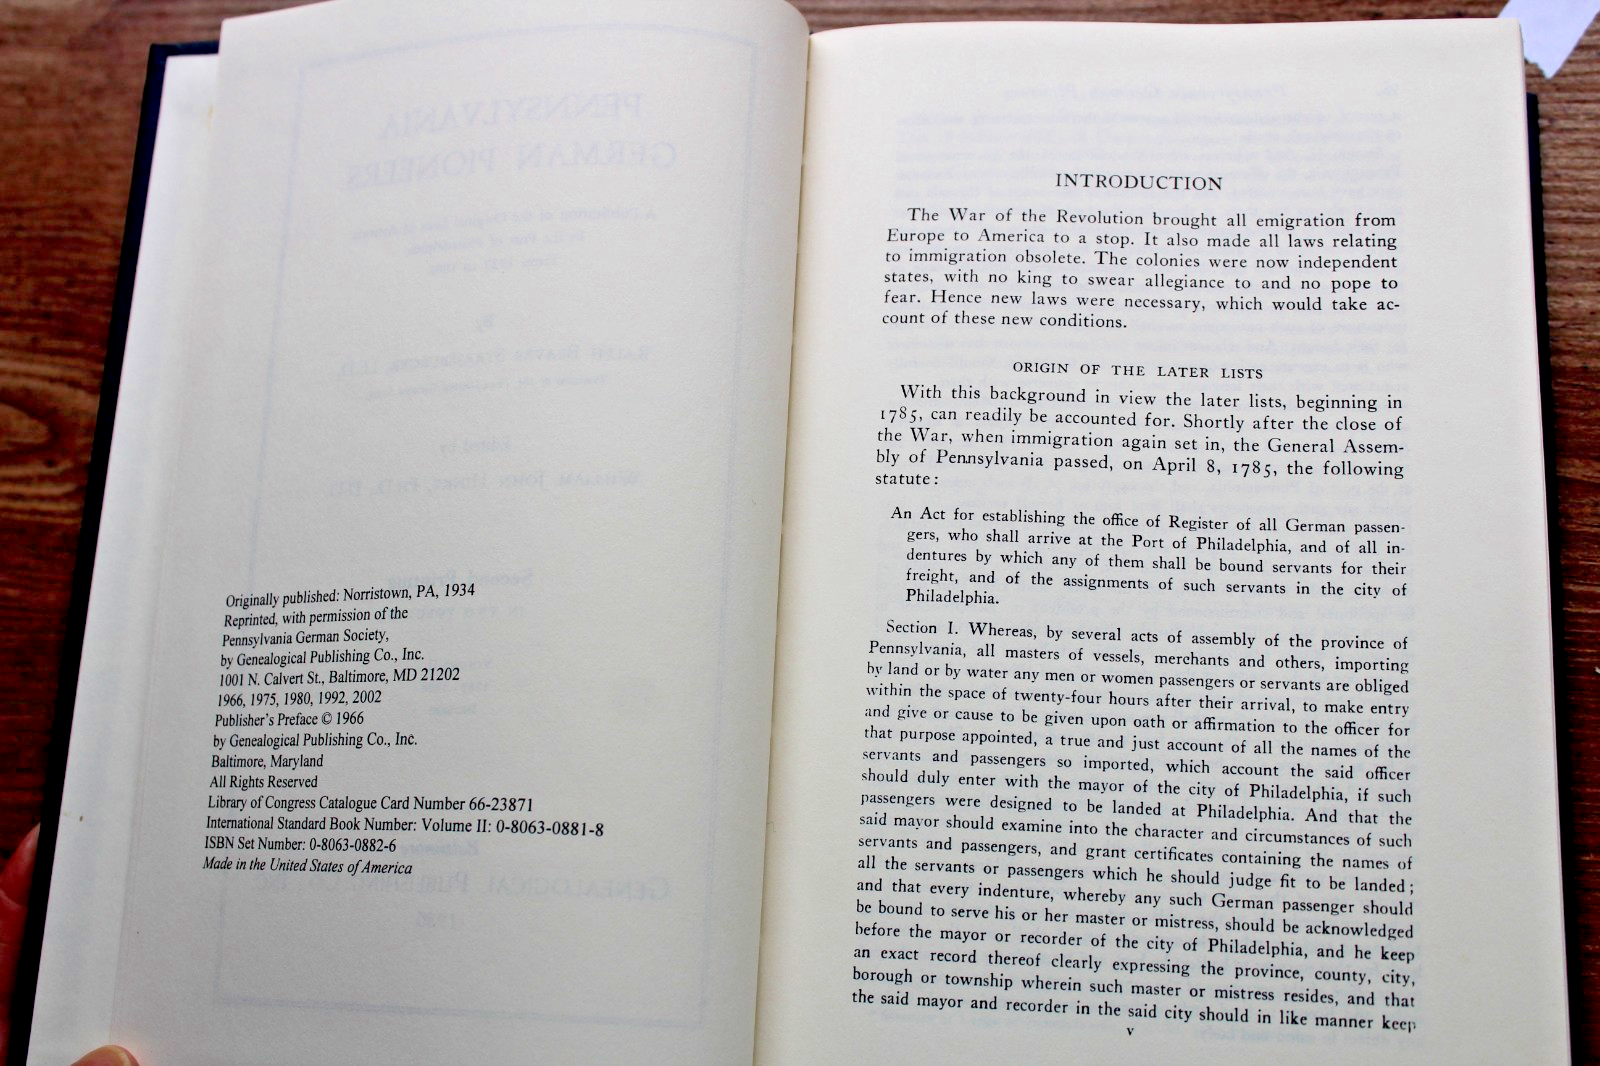 Originally published: Norristown, PA, 1934
Reprinted, with permission of the
Pennsylvania German Society,
by Genealogical Publishing Co., Inc.
1001 N. Calvert St., Baltimore, MD 21202
1966, 1975, 1980, 1992, 2002
Publisher's Preface © 1966
by Genealogical Publishing Co., Inc.
Baltimore, Maryland
All Rights Reserved
Library of Congress Catalogue Card Number 66-23871
International Standard Book Number: Volume II: 0-8063-0881-8
ISBN Set Number: 0-8063-0882-6
Made in the United States of America
INTRODUCTION
The War of the Revolution brought all emigration from
Europe to America to a stop. It also made all laws relating
to immigration obsolete. The colonies were now independent
states, with no king to swear allegiance to and no pope to
fear. Hence new laws were necessary, which would take ac-
count of these new conditions.
ORIGIN OF THE LATER LISTS
With this background in view the later lists, beginning in
1785, can readily be accounted for. Shortly after the close of
the War, when immigration again set in, the General Assem-
bly of Pennsylvania passed, on April 8, 1785, the following
statute:
An Act for establishing the office of Register of all German passen-
gers, who shall arrive at the Port of Philadelphia, and of all in-
dentures by which any of them shall be bound servants for their
freight, and of the assignments of such servants in the city of
Philadelphia.
Section I. Whereas, by several acts of assembly of the province of
Pennsylvania, all masters of vessels, merchants and others, importing
by land or by water any men or women passengers or servants are obliged
within the space of twenty-four hours after their arrival, to make entry
and give or cause to be given upon oath or affirmation to the officer for
that purpose appointed, a true and just account of all the names of the
servants and passengers so imported, which account the said officer
should duly enter with the mayor of the city of Philadelphia, if such
passengers were designed to be landed at Philadelphia. And that the
said mayor should examine into the character and circumstances of such
servants and passengers, and grant certificates containing the names of
all the servants or passengers which he should judge fit to be landed;
and that every indenture, whereby any such German passenger should
be bound to serve his or her master or mistress, should be acknowledged
before the mayor or recorder of the city of Philadelphia, and he keep
an exact record thereof clearly expressing the province, county, city,
borough or township wherein such master or mistress resides, and that
the said mayor and recorder in the said city should in like manner keep
v